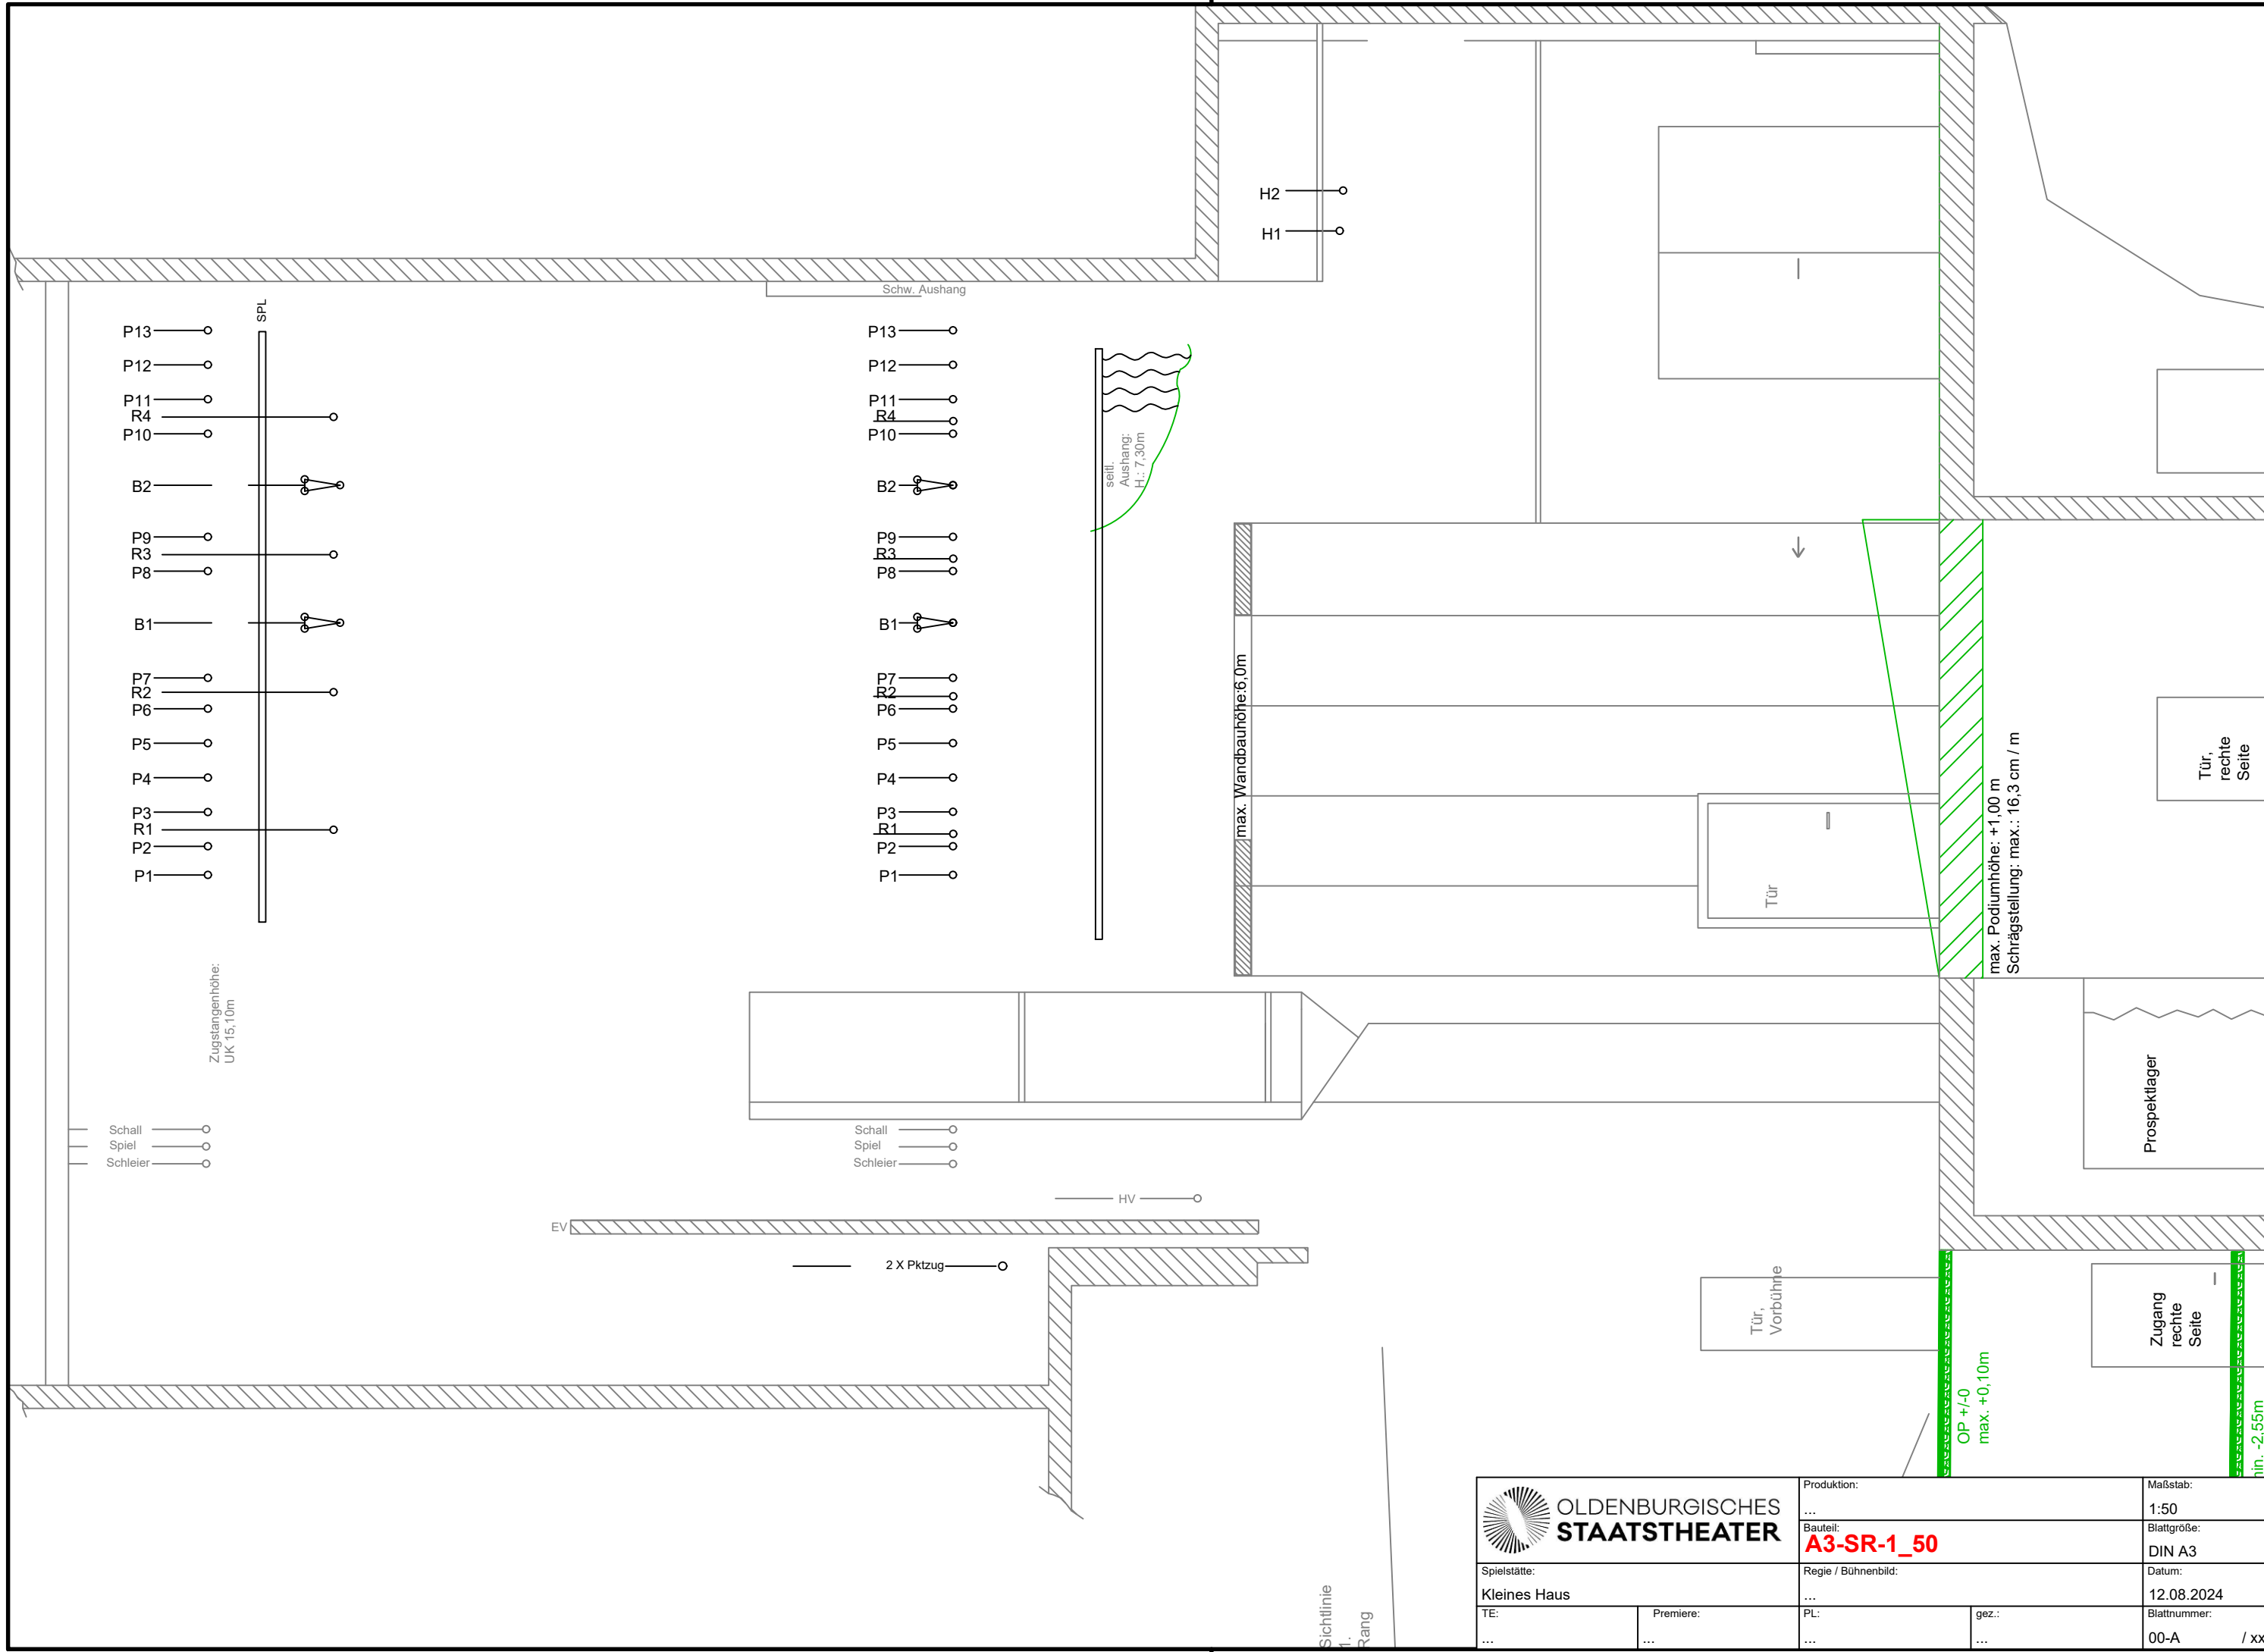 H2
H1
Schw. Aushang
SPL
P13
P12
P11
R4
P10
B2
P9
R3
P8
B1
P7
R2
P6
P5
P4
P3
R1
P2
P1
P13
P12
P11
R4
P10
B2
P9
R3
P8
B1
P7
R2
P6
P5
P4
P3
R1
P2
P1
seitl.
Aushang:
H.: 7,30m
max. Wandbauhöhe:6,0m
Tür
max. Podiumhöhe: +1,00 m
Schrägstellung: max.: 16,3 cm / m
Tür,
rechte
Seite
Zugstangenhöhe:
UK 15,10m
Schall
Spiel
Schleier
Schall
Spiel
Schleier
HV
EV
2 X Pktzug
Prospektlager
Tür,
Vorbühne
Zugang
rechte
Seite
OP +/-0
max. +0,10m
-2,55m
Sichtlinie
1.
Rang
OLDENBURGISCHES
STAATSTHEATER
Produktion:
...
Maßstab:
1:50
Bauteil:
A3-SR-1_50
Blattgröße:
DIN A3
Spielstätte:
Kleines Haus
Regie / Bühnenbild:
...
Datum:
12.08.2024
TE:
...
Premiere:
...
PL:
...
gez.:
...
Blattnummer:
00-A / xx